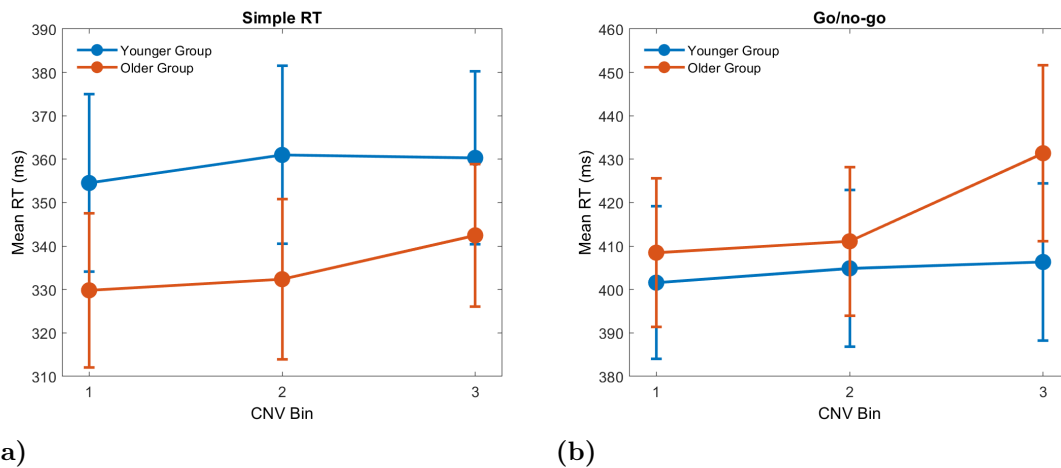 Simple RT
390
380
370
360
350
340
330
320
310
Mean RT (ms)
Younger Group
Older Group
1 2 3
CNV Bin
a)
Go/no-go
460
450
440
430
420
410
400
390
380
Mean RT (ms)
Younger Group
Older Group
1 2 3
CNV Bin
(b)